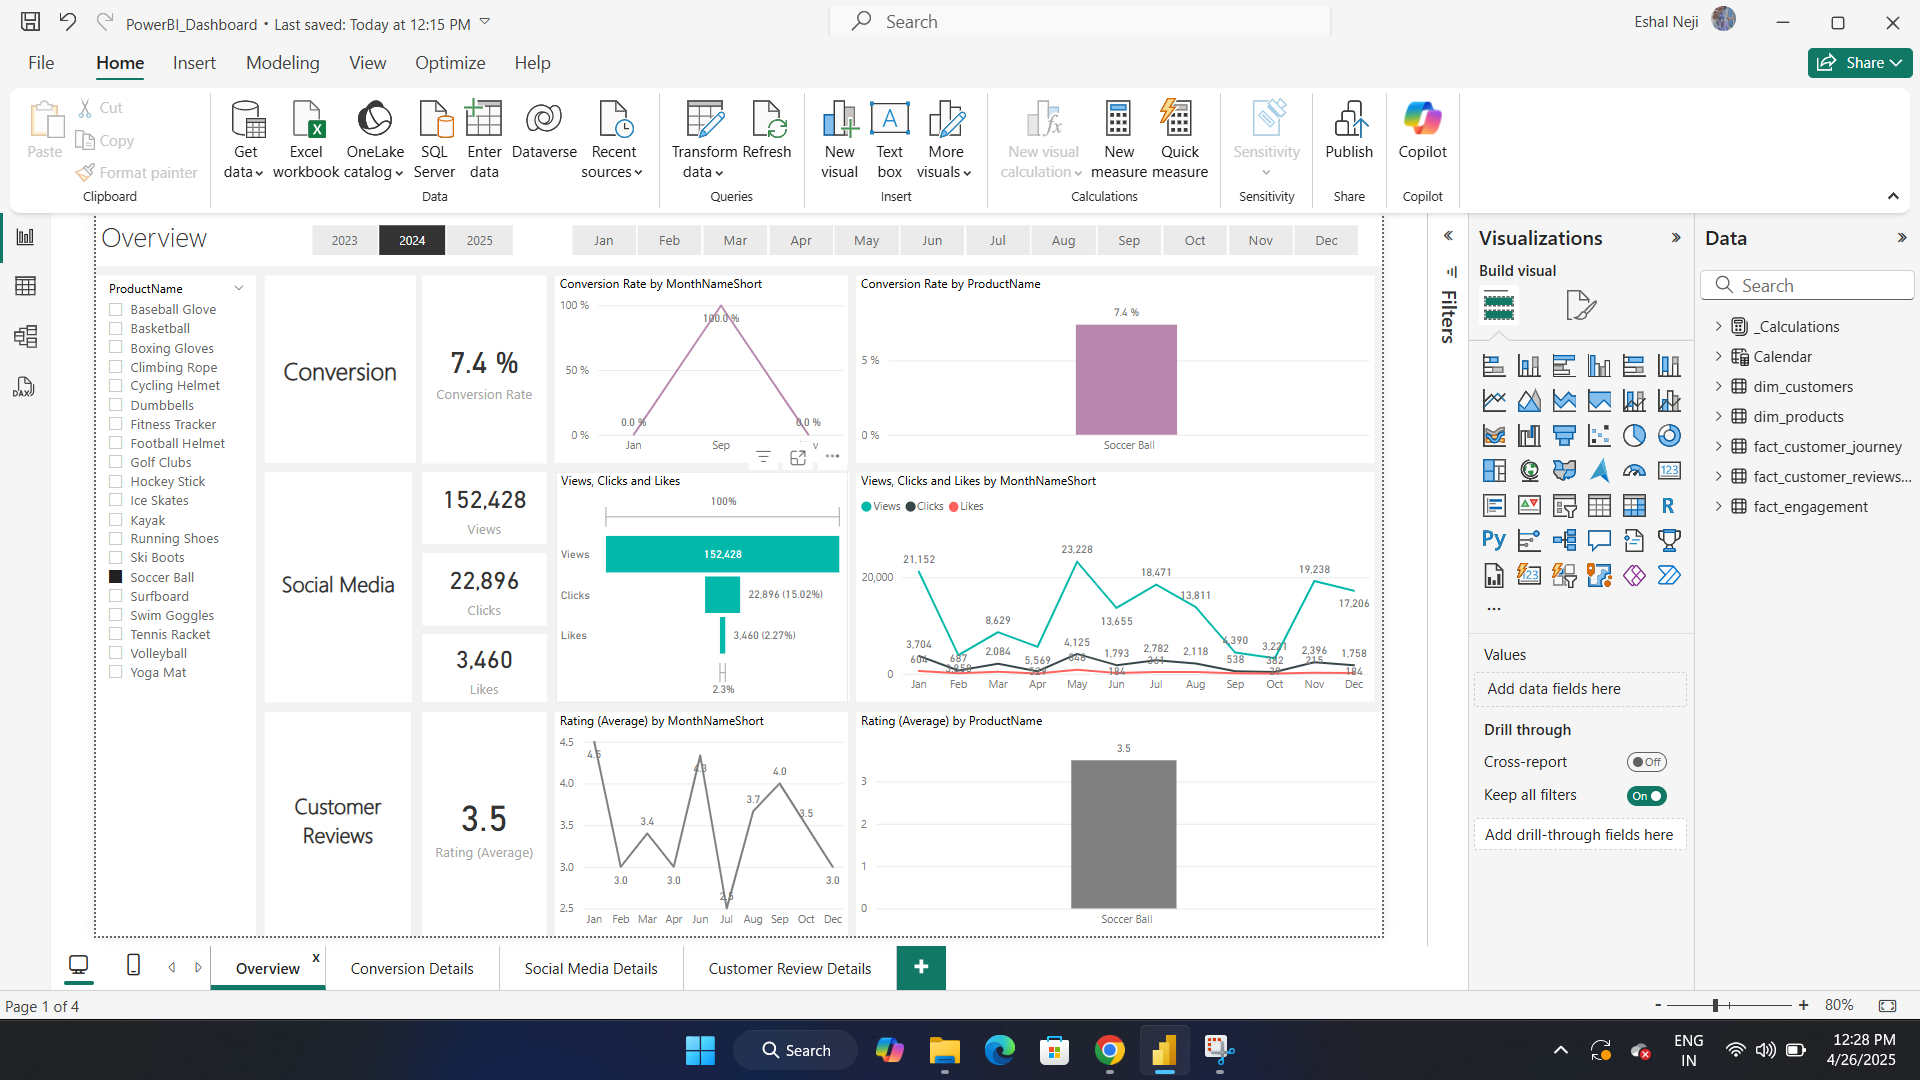 PowerBI_Dashboard • Last saved: Today at 12:15 PM
Search
Eshal Neji
File Home Insert Modeling View Optimize Help
Share
Paste
Cut
Copy
Format painter
Clipboard
Get data
Excel workbook
OneLake catalog
SQL Server
Enter data
Dataverse
Recent sources
Data
Transform data
Refresh
Queries
New visual
Text box
More visuals
Insert
New visual calculation
New measure
Quick measure
Calculations
Sensitivity
Sensitivity
Publish
Share
Copilot
Copilot
Overview
2023 2024 2025
Jan Feb Mar Apr May Jun Jul Aug Sep Oct Nov Dec
ProductName
Baseball Glove
Basketball
Boxing Gloves
Climbing Rope
Cycling Helmet
Dumbbells
Fitness Tracker
Football Helmet
Golf Clubs
Hockey Stick
Ice Skates
Kayak
Running Shoes
Ski Boots
Soccer Ball
Surfboard
Swim Goggles
Tennis Racket
Volleyball
Yoga Mat
Conversion
7.4 %
Conversion Rate
Conversion Rate by MonthNameShort
100 %
100.0 %
50 %
0.0 % 0.0 %
0 %
Jan Sep
Conversion Rate by ProductName
7.4 %
5 %
0 %
Soccer Ball
Social Media
152,428
Views
22,896
Clicks
3,460
Likes
Views, Clicks and Likes
100%
Views 152,428
Clicks 22,896 (15.02%)
Likes 3,460 (2.27%)
2.3%
Views, Clicks and Likes by MonthNameShort
Views Clicks Likes
23,228
21,152
20,000
18,471
19,238
13,811
13,655
17,206
8,629
3,704 687 2,084 5,569 4,125 1,793 2,782 2,118 4,390 3,221 2,396 1,758
604 3,858 529 848 184 361 538 382 215 184
0
Jan Feb Mar Apr May Jun Jul Aug Sep Oct Nov Dec
Customer
Reviews
3.5
Rating (Average)
Rating (Average) by MonthNameShort
4.5
4.5
4.3
4.0
4.0
3.7
3.5
3.5
3.4
3.0
3.0 3.0 3.0
2.5
2.5
Jan Feb Mar Apr Jun Jul Aug Sep Oct Dec
Rating (Average) by ProductName
3.5
3
2
1
0
Soccer Ball
Filters
Visualizations
Build visual
Values
Add data fields here
Drill through
Cross-report Off
Keep all filters On
Add drill-through fields here
Data
Search
_Calculations
Calendar
dim_customers
dim_products
fact_customer_journey
fact_customer_reviews...
fact_engagement
DAX
Overview x
Conversion Details
Social Media Details
Customer Review Details
+
Page 1 of 4
- + 80%
Search
ENG
IN
12:28 PM
4/26/2025